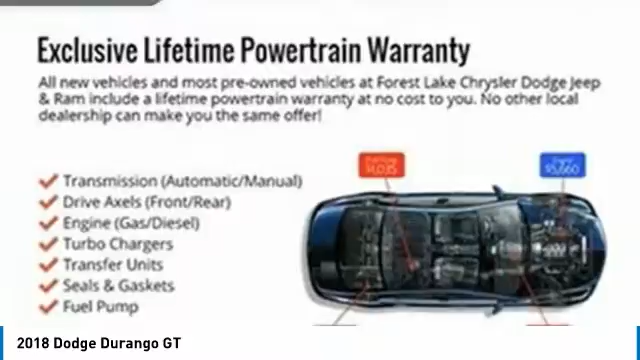 Exclusive Lifetime Powertrain Warranty
All new vehicles and most pre-owned vehicles at Forest Lake Chrysler Dodge Jeep
& Ram include a lifetime powertrain warranty at no cost to you. No other local
dealership can make you the same offer!
Transmission (Automatic/Manual)
Drive Axels (Front/Rear)
Engine (Gas/Diesel)
Turbo Chargers
Transfer Units
Seals & Gaskets
Fuel Pump
2018 Dodge Durango GT